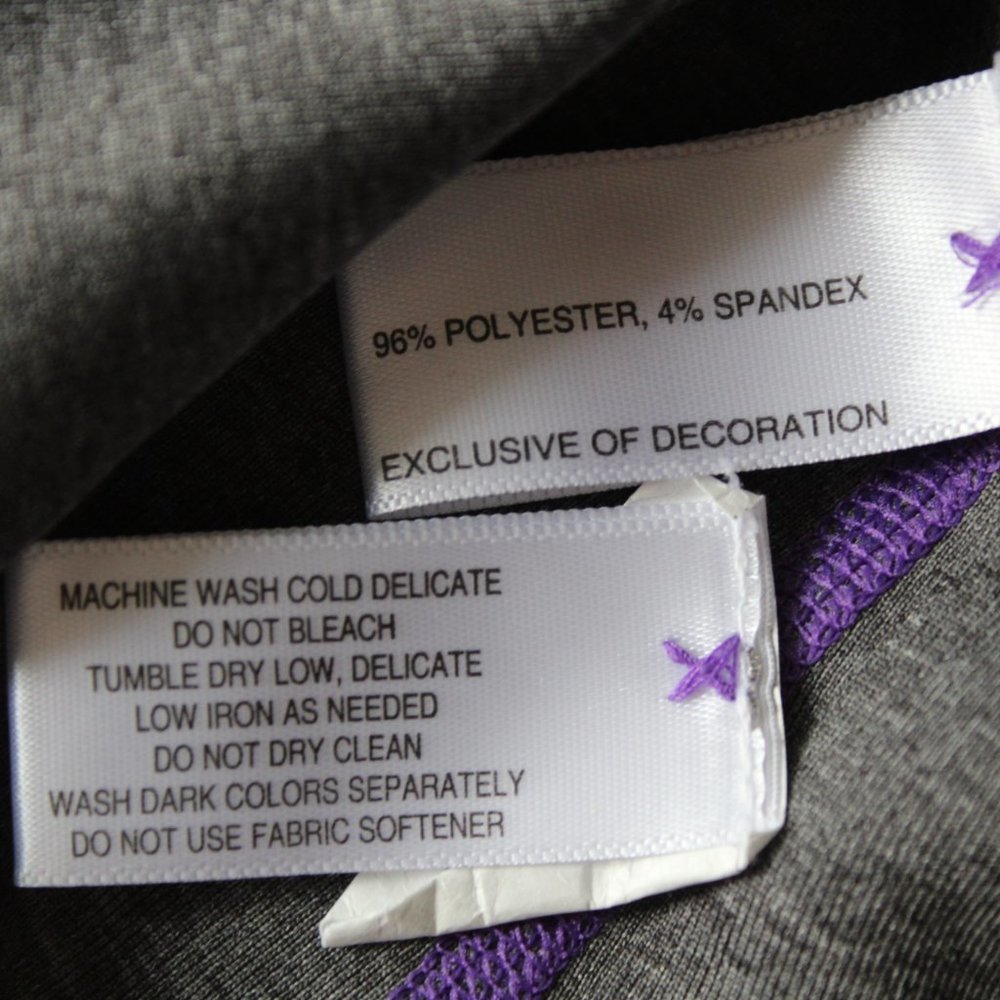 96% POLYESTER, 4% SPANDEX
EXCLUSIVE OF DECORATION
MACHINE WASH COLD DELICATE
DO NOT BLEACH
TUMBLE DRY LOW, DELICATE
LOW IRON AS NEEDED
DO NOT DRY CLEAN
WASH DARK COLORS SEPARATELY
DO NOT USE FABRIC SOFTENER